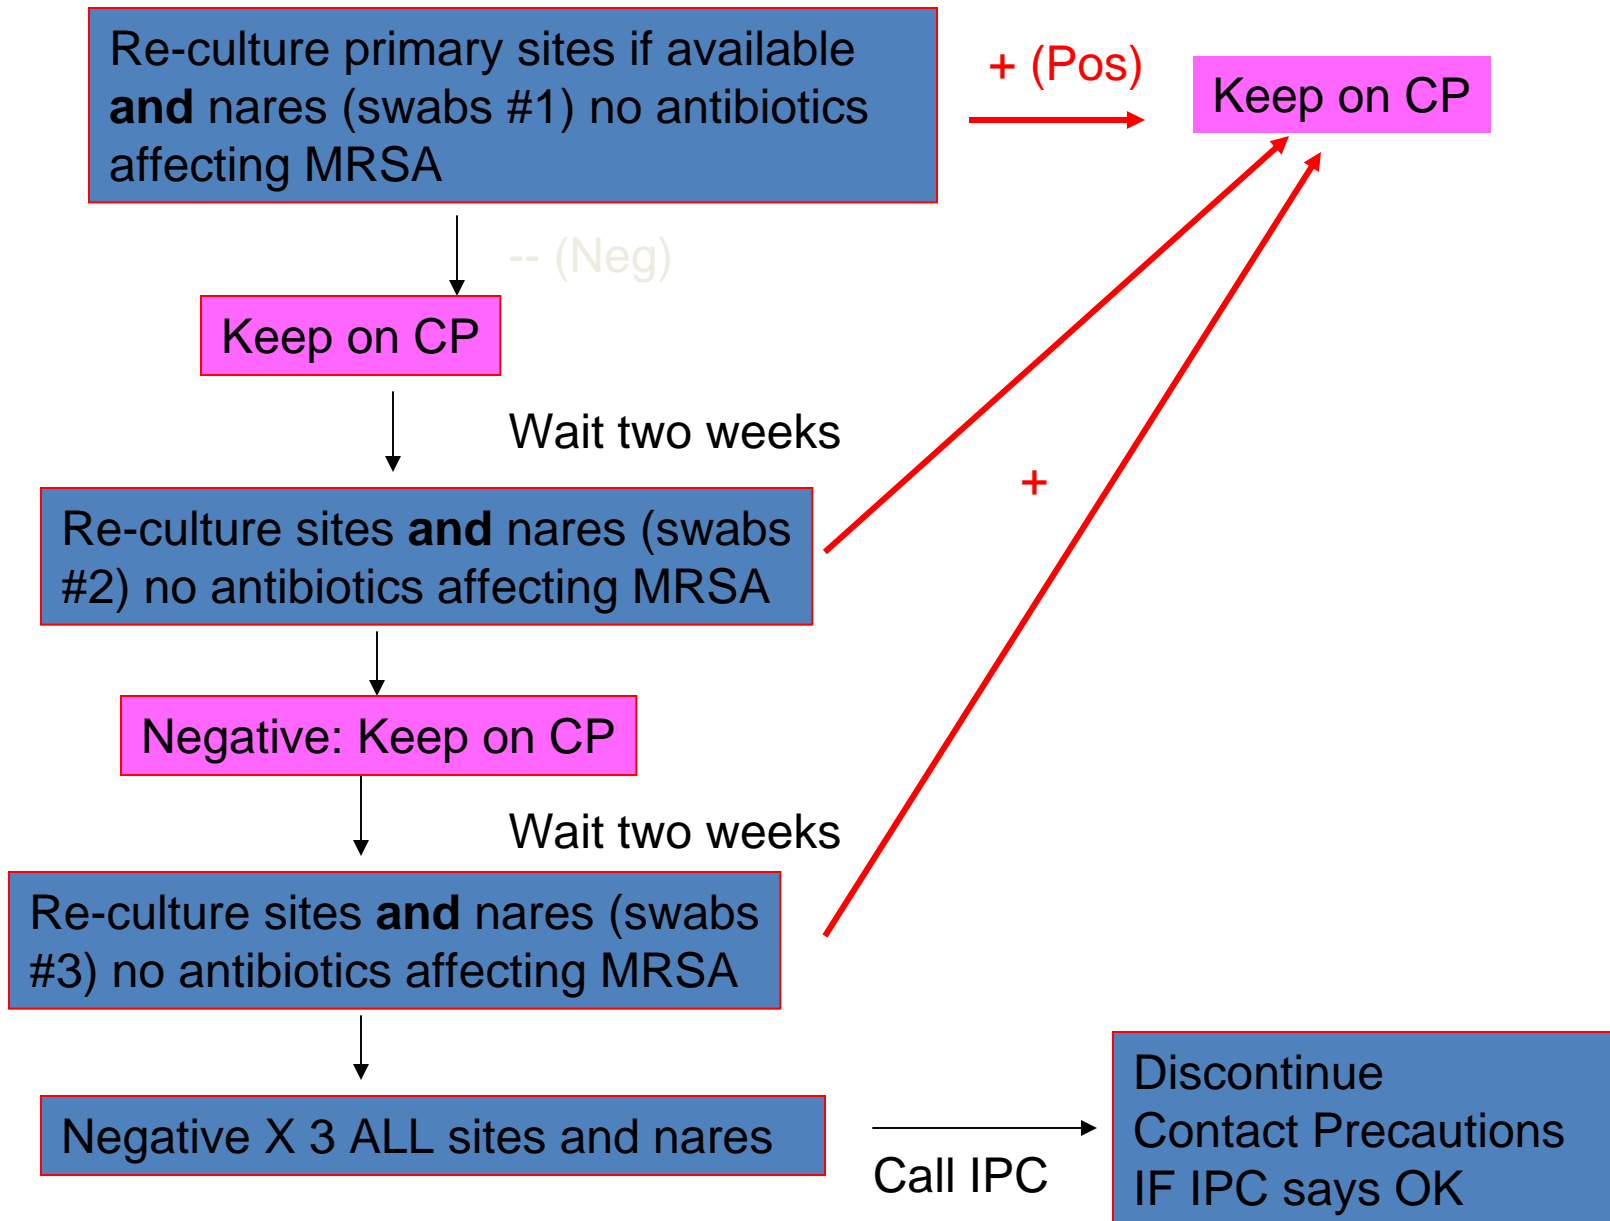 Re-culture primary sites if available
and nares (swabs #1) no antibiotics
affecting MRSA
+ (Pos)
Keep on CP
-- (Neg)
Keep on CP
Wait two weeks
Re-culture sites and nares (swabs
#2) no antibiotics affecting MRSA
+
Negative: Keep on CP
Wait two weeks
Re-culture sites and nares (swabs
#3) no antibiotics affecting MRSA
Negative X 3 ALL sites and nares
Call IPC
Discontinue
Contact Precautions
IF IPC says OK